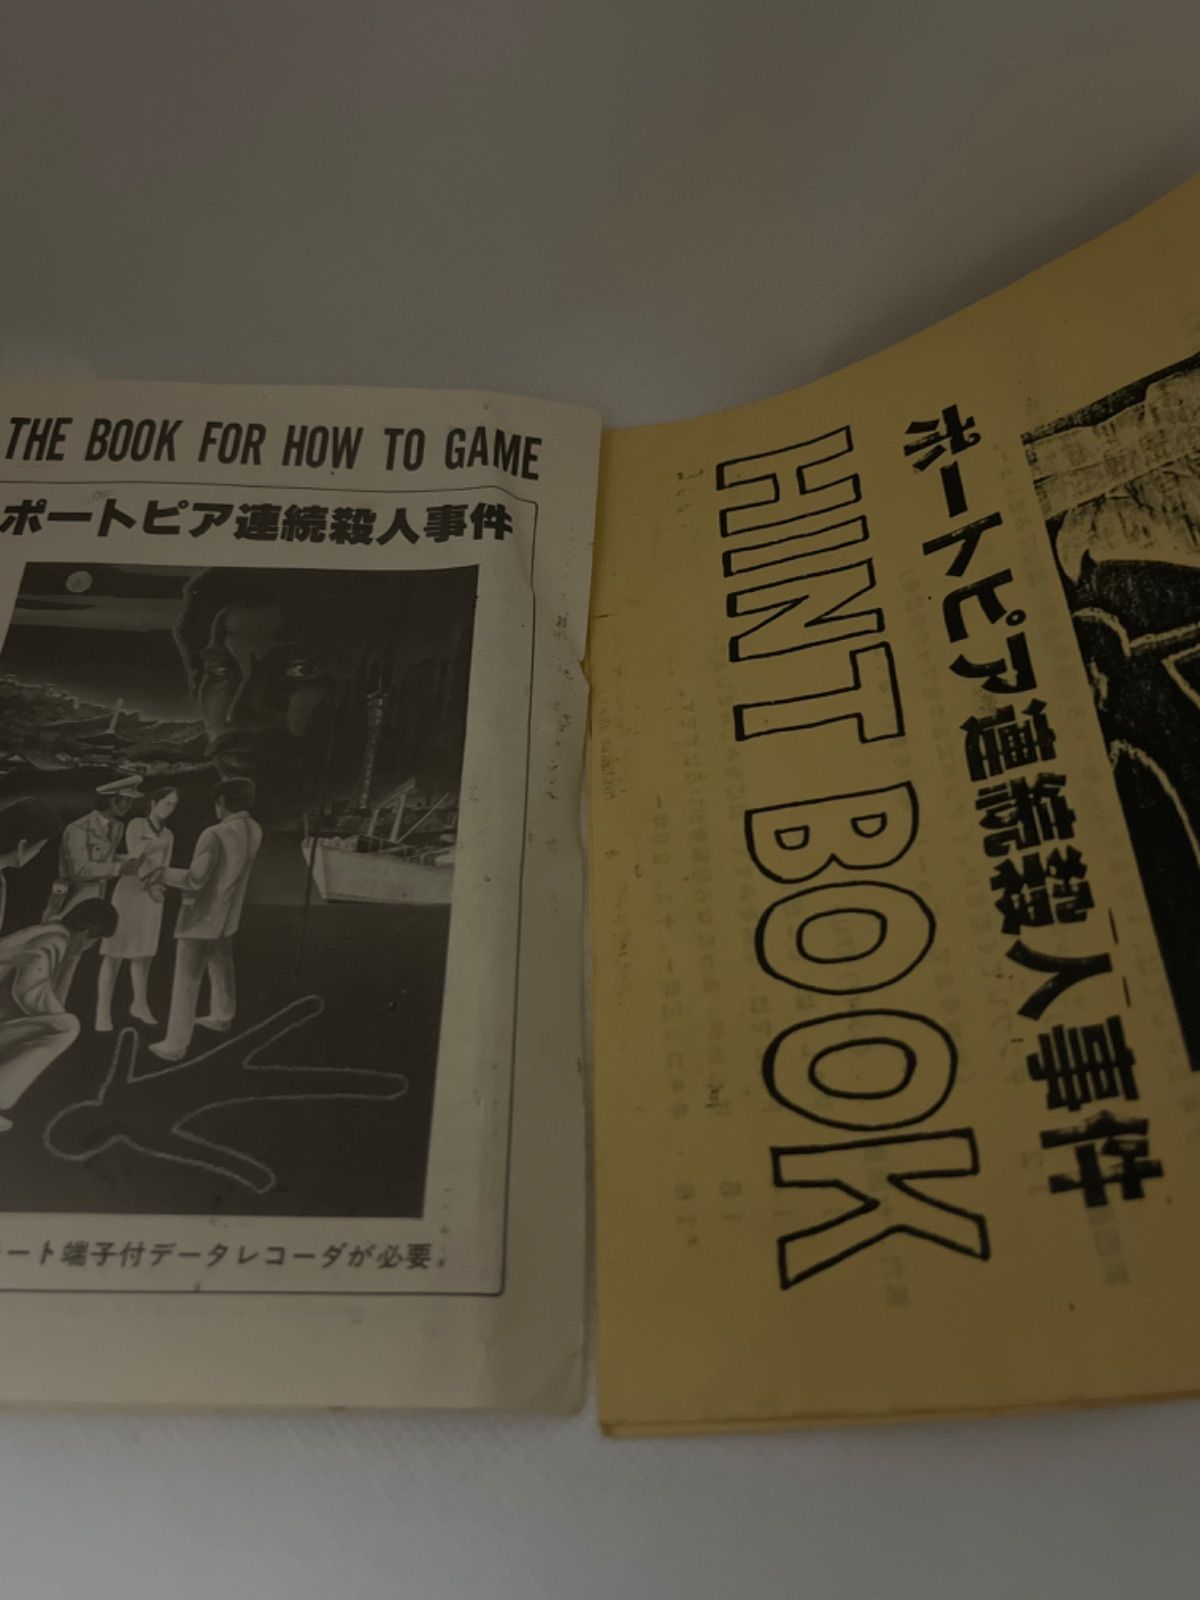 THE BOOK FOR HOW TO GAME
ポートピア連続殺人事件
ート端子付データレコーダが必要
HINT BOOK
ポートピア連続殺人事件